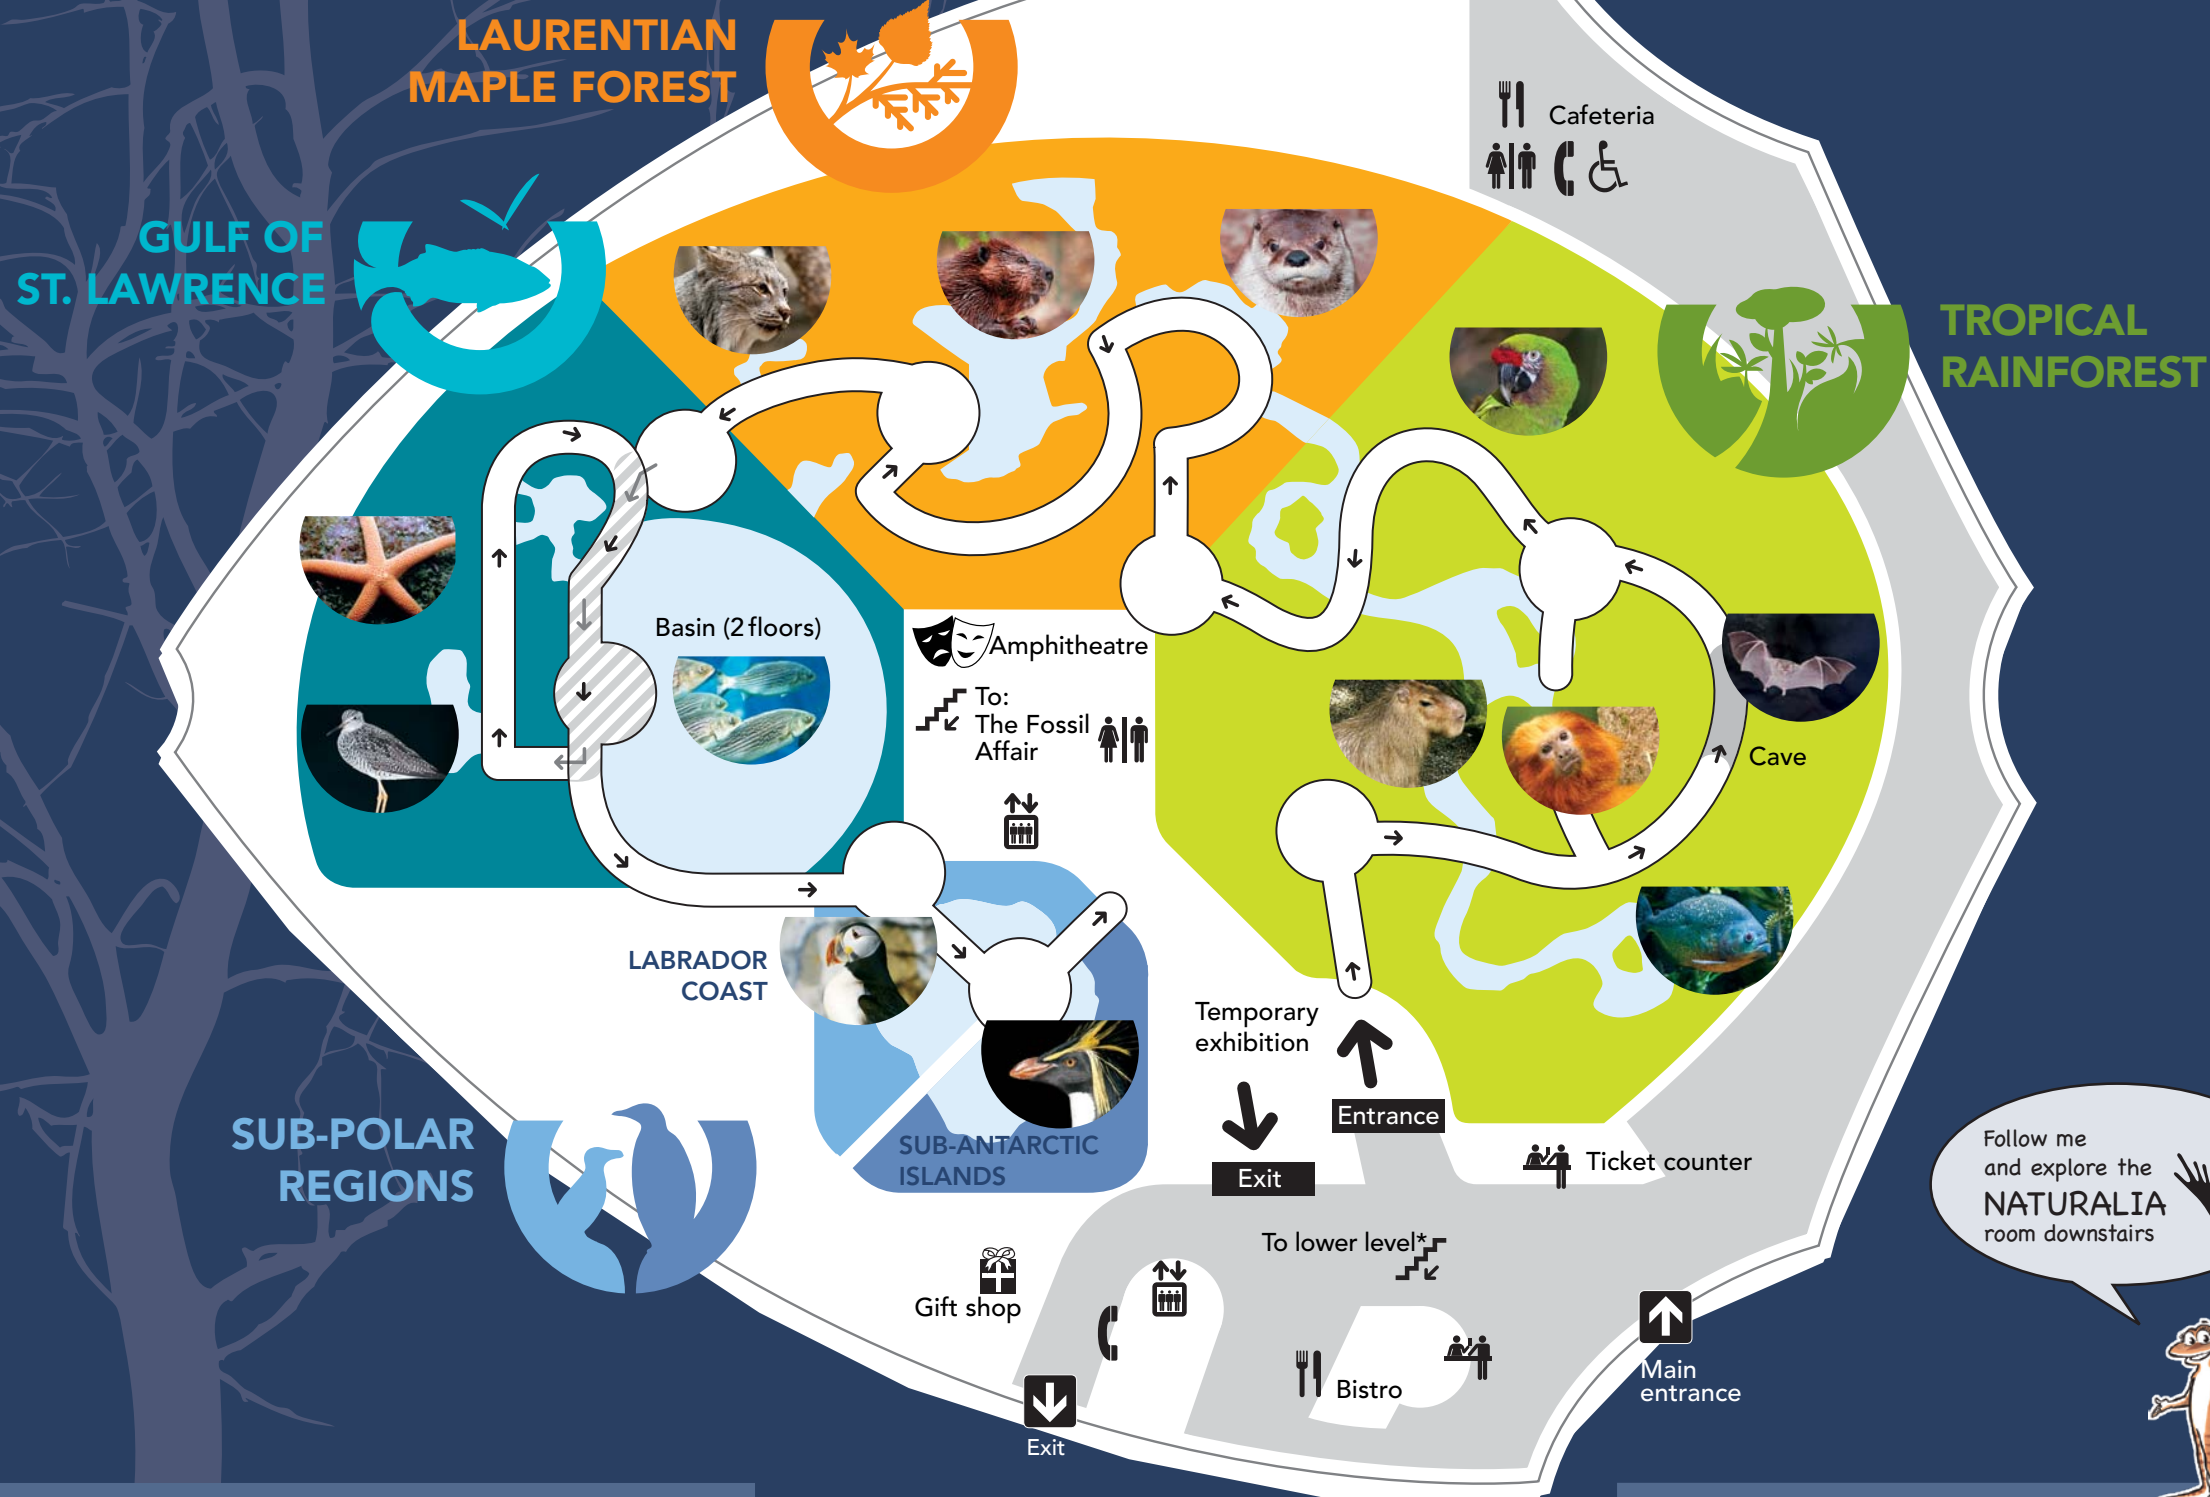 LAURENTIAN
MAPLE FOREST
Cafeteria
GULF OF
ST. LAWRENCE
TROPICAL
RAINFOREST
Basin (2 floors)
Amphitheatre
To:
The Fossil
Affair
Cave
LABRADOR
COAST
Temporary
exhibition
Entrance
SUB-POLAR
REGIONS
SUB-ANTARCTIC
ISLANDS
Exit
Ticket counter
Follow me
and explore the
NATURALIA
room downstairs
To lower level*
Gift shop
Bistro
Main
entrance
Exit